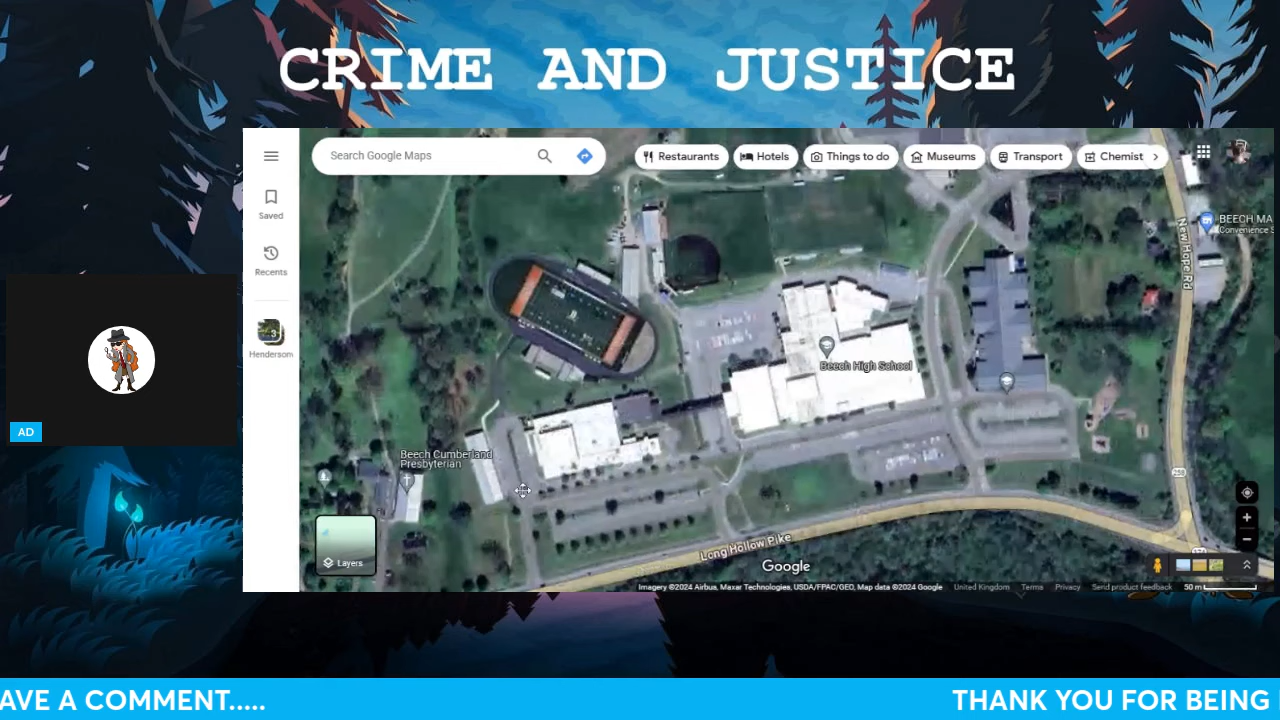 CRIME AND JUSTICE
Search Google Maps
Restaurants
Hotels
Things to do
Museums
Transport
Chemist
Saved
Recents
3
Henderson
New Hope Rd
BEECH MA
Convenience S
Beech High School
Beech Cumberland
Presbyterian
AD
258
Long Hollow Pike
Layers
Google
Imagery ©2024 Airbus, Maxar Technologies, USDA/FPAC/GEO, Map data ©2024 Google
United Kingdom
Terms
Privacy
Send product feedback
50 m
AVE A COMMENT.....
THANK YOU FOR BEING